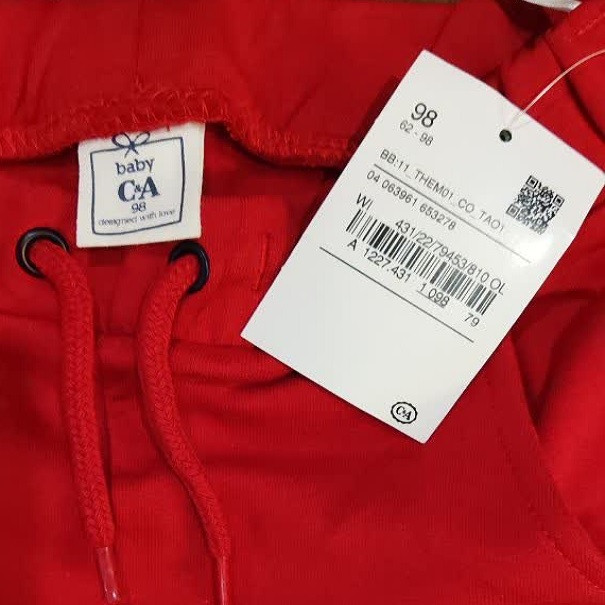 baby
C&A
98
designed with love
98
62 - 98
BB:11_THEM01_CO_TAO1
04 063961 653278
WI 431/22/79453/810 OL
A 1227.431 1 098 79
C&A